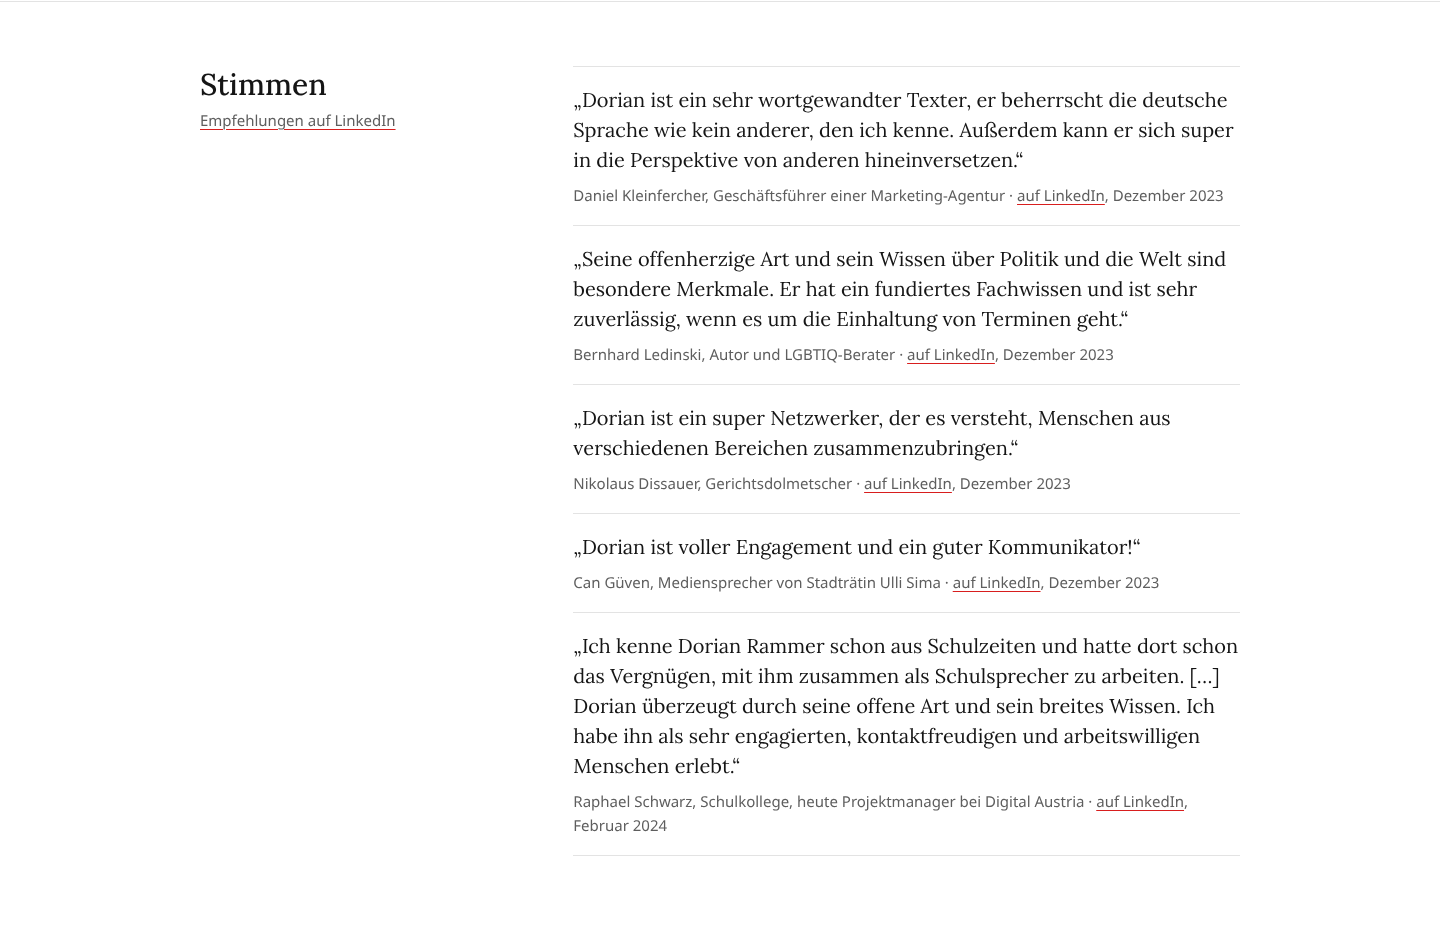 Stimmen
Empfehlungen auf LinkedIn
„Dorian ist ein sehr wortgewandter Texter, er beherrscht die deutsche
Sprache wie kein anderer, den ich kenne. Außerdem kann er sich super
in die Perspektive von anderen hineinversetzen.“
Daniel Kleinfercher, Geschäftsführer einer Marketing-Agentur · auf LinkedIn, Dezember 2023
„Seine offenherzige Art und sein Wissen über Politik und die Welt sind
besondere Merkmale. Er hat ein fundiertes Fachwissen und ist sehr
zuverlässig, wenn es um die Einhaltung von Terminen geht.“
Bernhard Ledinski, Autor und LGBTIQ-Berater · auf LinkedIn, Dezember 2023
„Dorian ist ein super Netzwerker, der es versteht, Menschen aus
verschiedenen Bereichen zusammenzubringen.“
Nikolaus Dissauer, Gerichtsdolmetscher · auf LinkedIn, Dezember 2023
„Dorian ist voller Engagement und ein guter Kommunikator!“
Can Güven, Mediensprecher von Stadträtin Ulli Sima · auf LinkedIn, Dezember 2023
„Ich kenne Dorian Rammer schon aus Schulzeiten und hatte dort schon
das Vergnügen, mit ihm zusammen als Schulsprecher zu arbeiten. […]
Dorian überzeugt durch seine offene Art und sein breites Wissen. Ich
habe ihn als sehr engagierten, kontaktfreudigen und arbeitswilligen
Menschen erlebt.“
Raphael Schwarz, Schulkollege, heute Projektmanager bei Digital Austria · auf LinkedIn,
Februar 2024